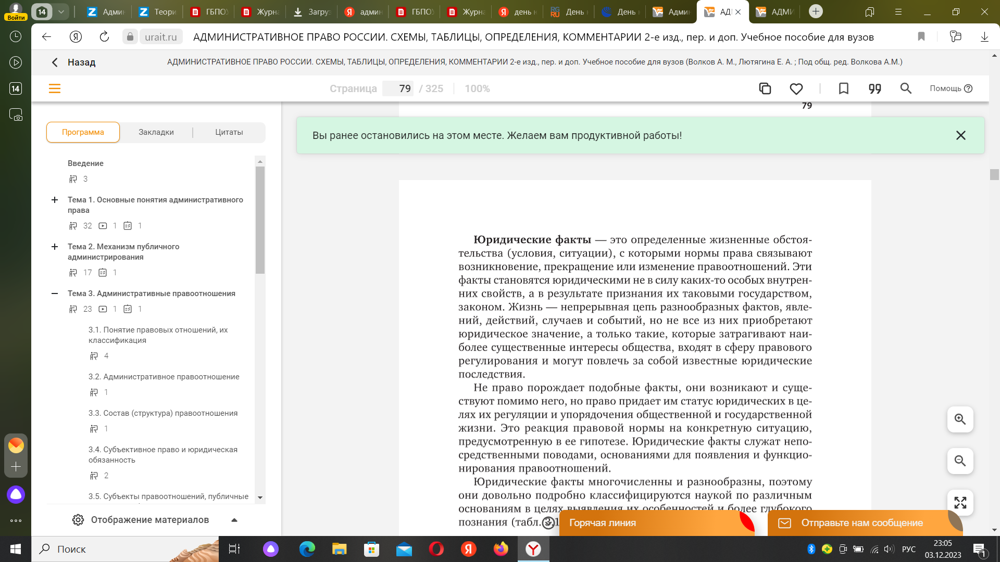 Войти
14
Админ
Теори
ГБПОУ
Журна
Загруз
админ
ГБПОУ
Журна
день н
День н
День н
Админ
АД
АДМИ
urait.ru
АДМИНИСТРАТИВНОЕ ПРАВО РОССИИ. СХЕМЫ, ТАБЛИЦЫ, ОПРЕДЕЛЕНИЯ, КОММЕНТАРИИ 2-е изд., пер. и доп. Учебное пособие для вузов
Назад
АДМИНИСТРАТИВНОЕ ПРАВО РОССИИ. СХЕМЫ, ТАБЛИЦЫ, ОПРЕДЕЛЕНИЯ, КОММЕНТАРИИ 2-е изд., пер. и доп. Учебное пособие для вузов (Волков А. М., Лютягина Е. А. ; Под общ. ред. Волкова А.М.)
14
Страница 79 / 325 100%
Помощь
79
Вы ранее остановились на этом месте. Желаем вам продуктивной работы!
Программа
Закладки
Цитаты
Введение
3
Тема 1. Основные понятия административного
права
32 1 1
Тема 2. Механизм публичного
администрирования
17 1
Тема 3. Административные правоотношения
23 1 1
3.1. Понятие правовых отношений, их
классификация
4
3.2. Административное правоотношение
1
3.3. Состав (структура) правоотношения
1
3.4. Субъективное право и юридическая
обязанность
2
3.5. Субъекты правоотношений, публичные
Отображение материалов
Юридические факты — это определенные жизненные обстоя-
тельства (условия, ситуации), с которыми нормы права связывают
возникновение, прекращение или изменение правоотношений. Эти
факты становятся юридическими не в силу каких-то особых внутрен-
них свойств, а в результате признания их таковыми государством,
законом. Жизнь — непрерывная цепь разнообразных фактов, явле-
ний, действий, случаев и событий, но не все из них приобретают
юридическое значение, а только такие, которые затрагивают наи-
более существенные интересы общества, входят в сферу правового
регулирования и могут повлечь за собой известные юридические
последствия.
Не право порождает подобные факты, они возникают и суще-
ствуют помимо него, но право придает им статус юридических в це-
лях их регуляции и упорядочения общественной и государственной
жизни. Это реакция правовой нормы на конкретную ситуацию,
предусмотренную в ее гипотезе. Юридические факты служат непо-
средственными поводами, основаниями для появления и функцио-
нирования правоотношений.
Юридические факты многочисленны и разнообразны, поэтому
они довольно подробно классифицируются наукой по различным
основаниям в целях выявления их особенностей и более глубокого
познания (табл. 3.1
Горячая линия
Отправьте нам сообщение
Поиск
РУС
23:05
03.12.2023
1